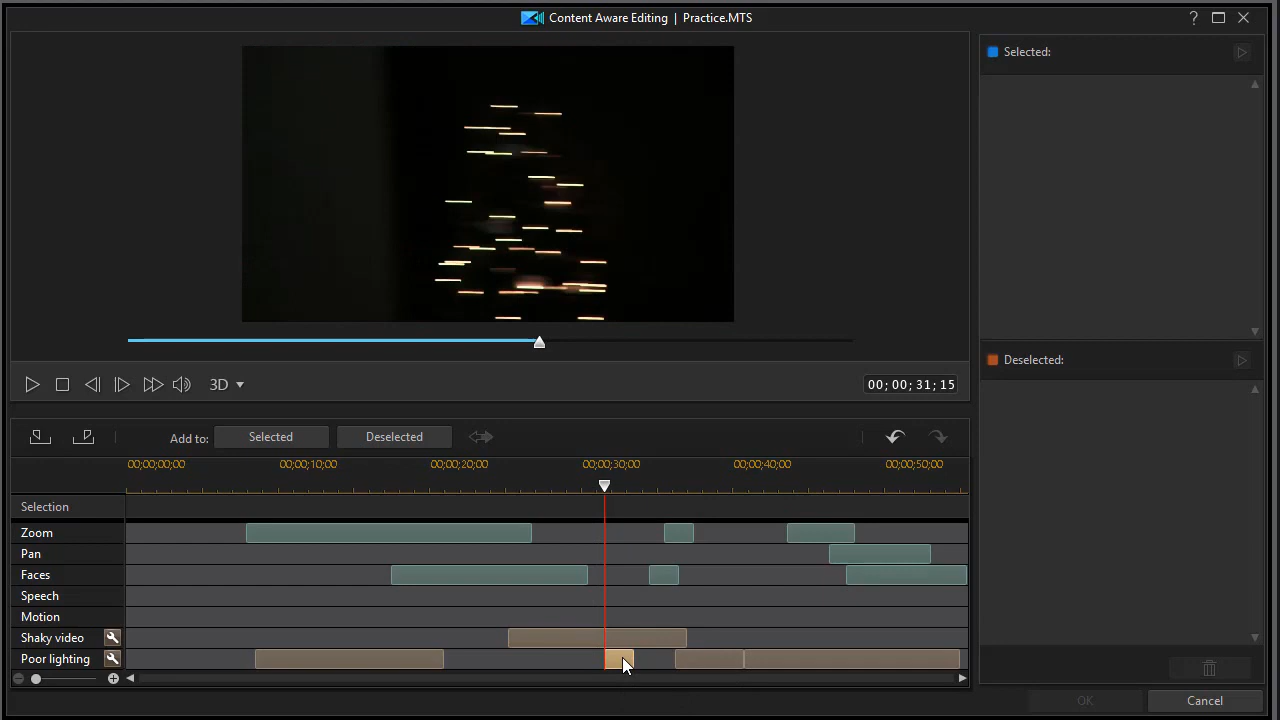 Content Aware Editing | Practice.MTS
?
Selected:
Deselected:
3D
00; 00; 31; 15
Add to:
Selected
Deselected
00;00;00;00
00;00;10;00
00;00;20;00
00;00;30;00
00;00;40;00
00;00;50;00
Selection
Zoom
Pan
Faces
Speech
Motion
Shaky video
Poor lighting
OK
Cancel